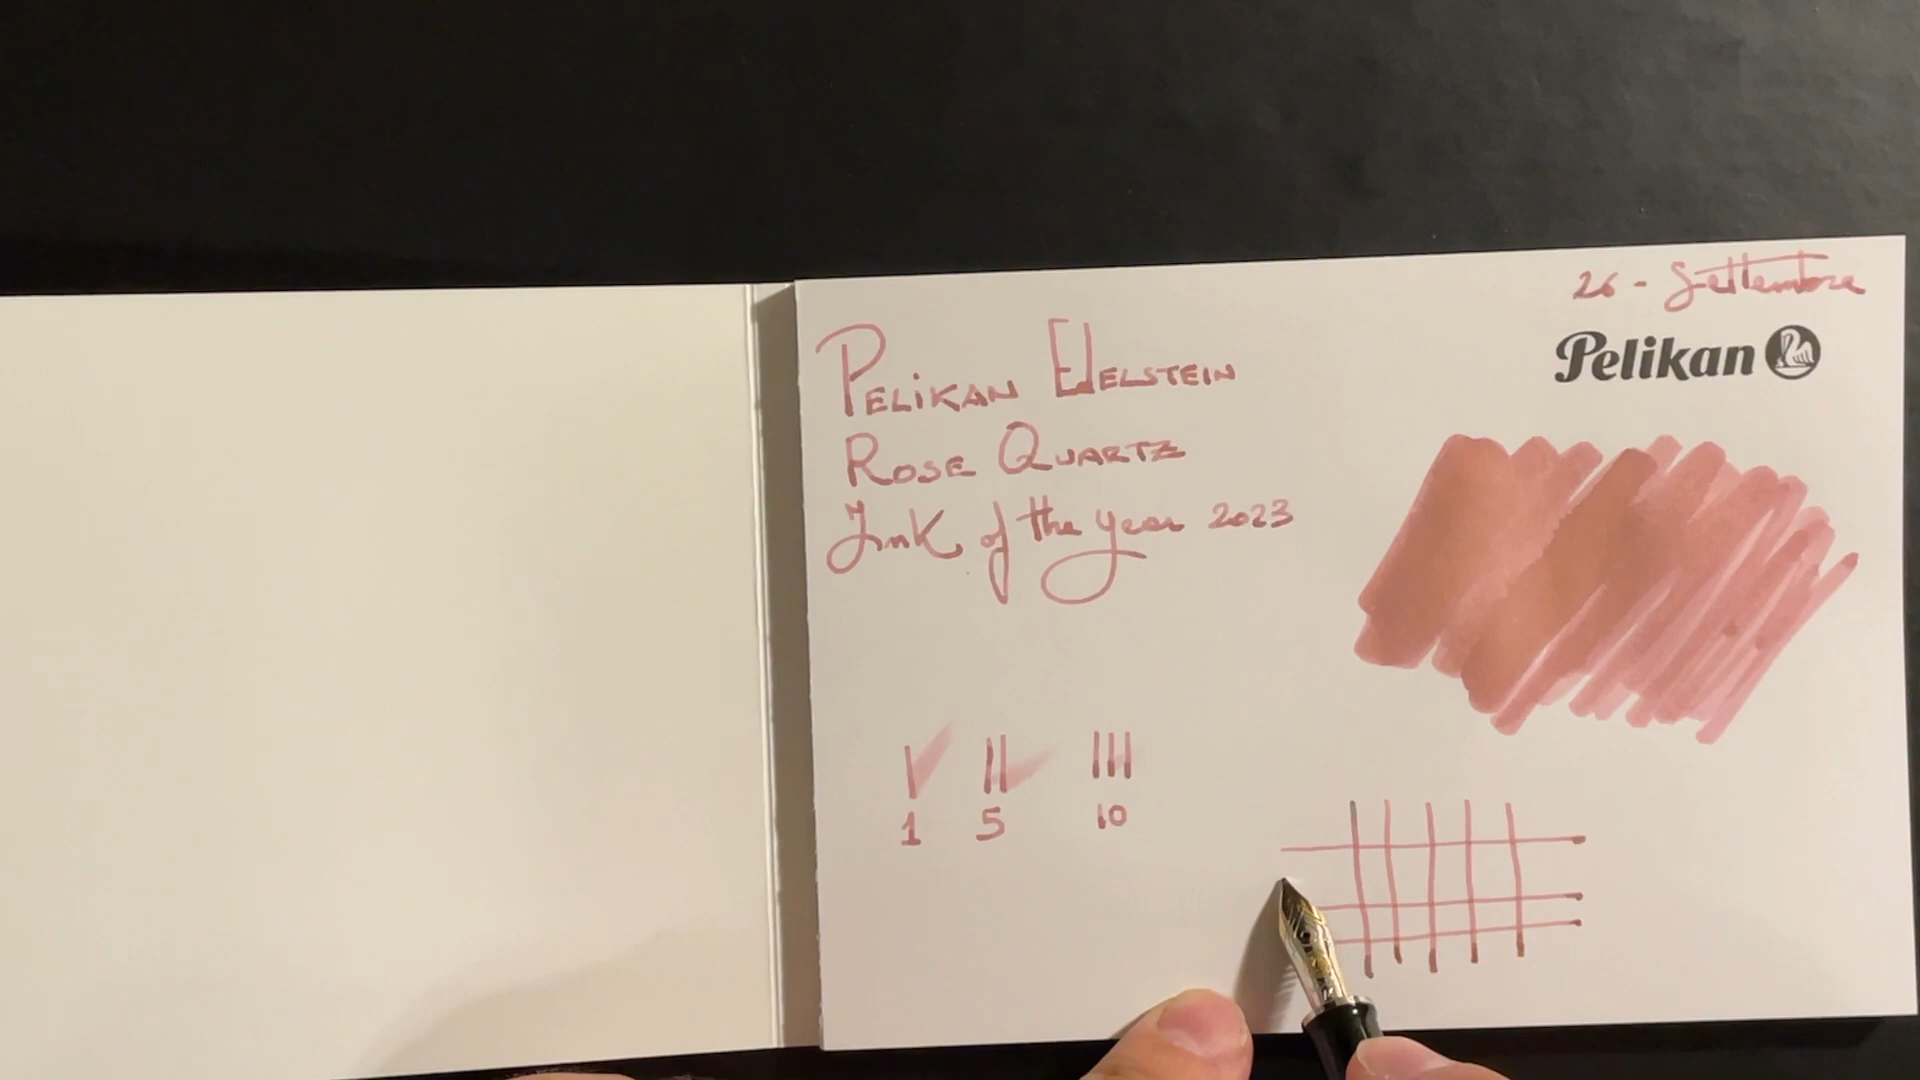 26 - Settembre
Pelikan
PELiKAN EDELSTEIN
ROSE QUARTZ
Ink of the year 2023
1 5 10